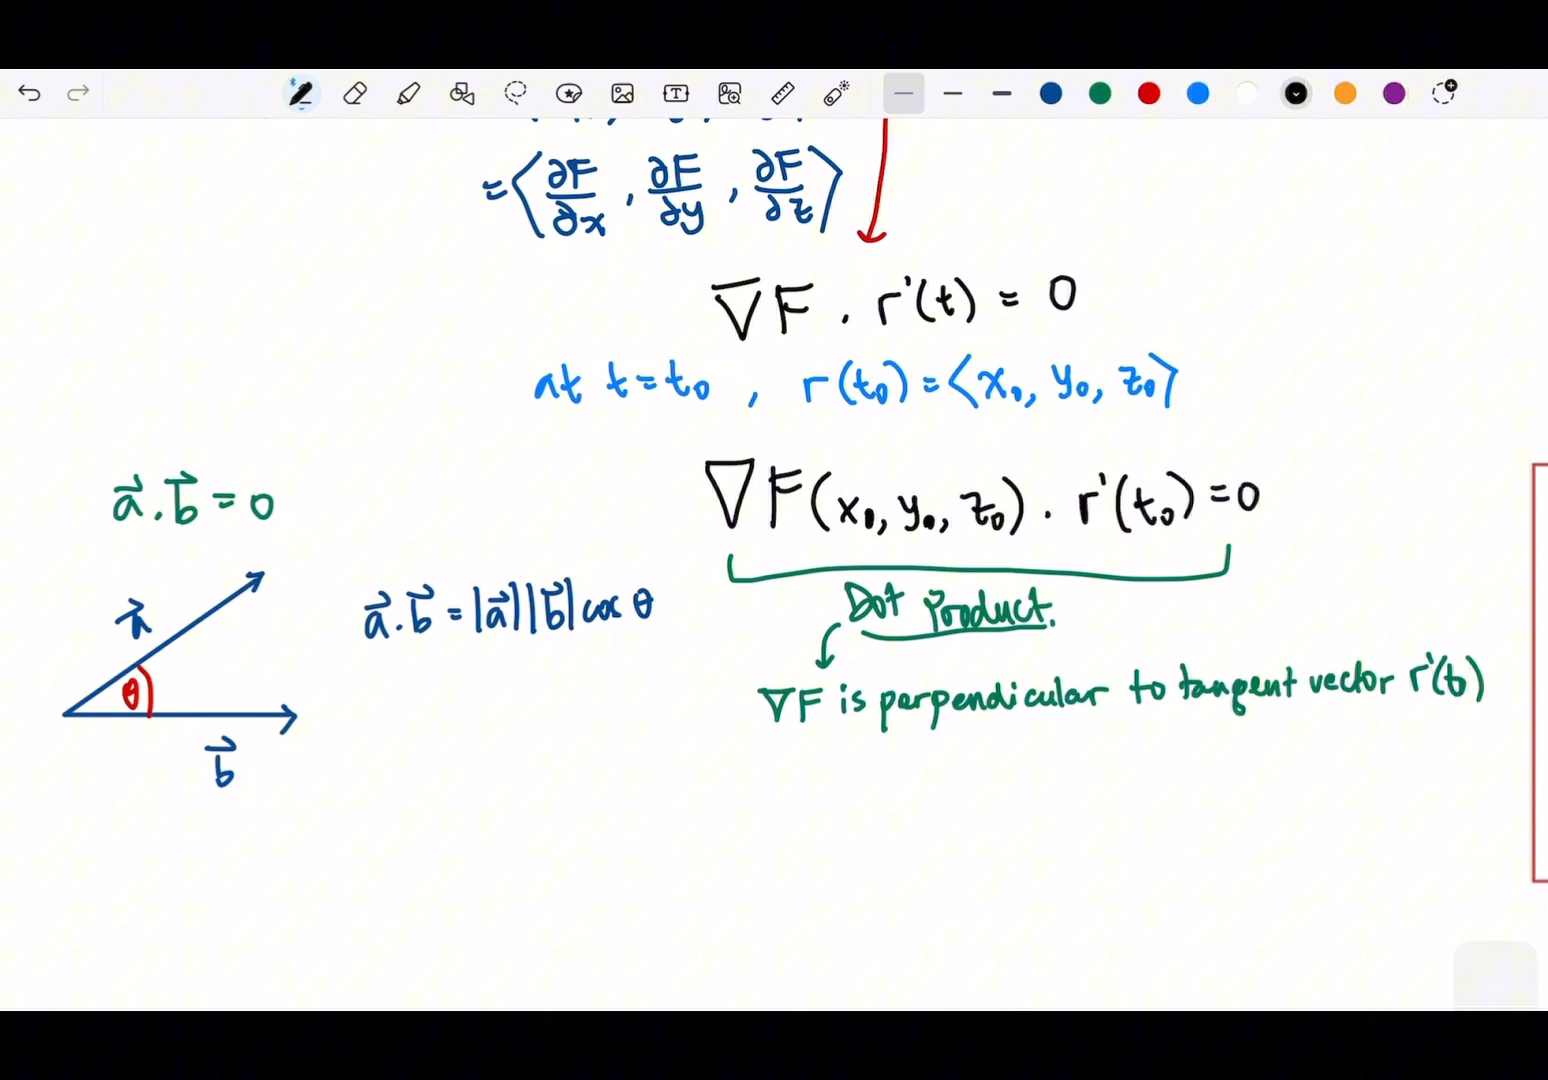 = ⟨∂F/∂x, ∂F/∂y, ∂F/∂z⟩
∇F . r'(t) = 0
at t = t₀, r(t₀) = ⟨x₀, y₀, z₀⟩
∇F(x₀, y₀, z₀) . r'(t₀) = 0
a⃗ . b⃗ = 0
a⃗
θ
b⃗
a⃗ . b⃗ = |a⃗| |b⃗| cos θ
Dot Product.
∇F is perpendicular to tangent vector r'(t)